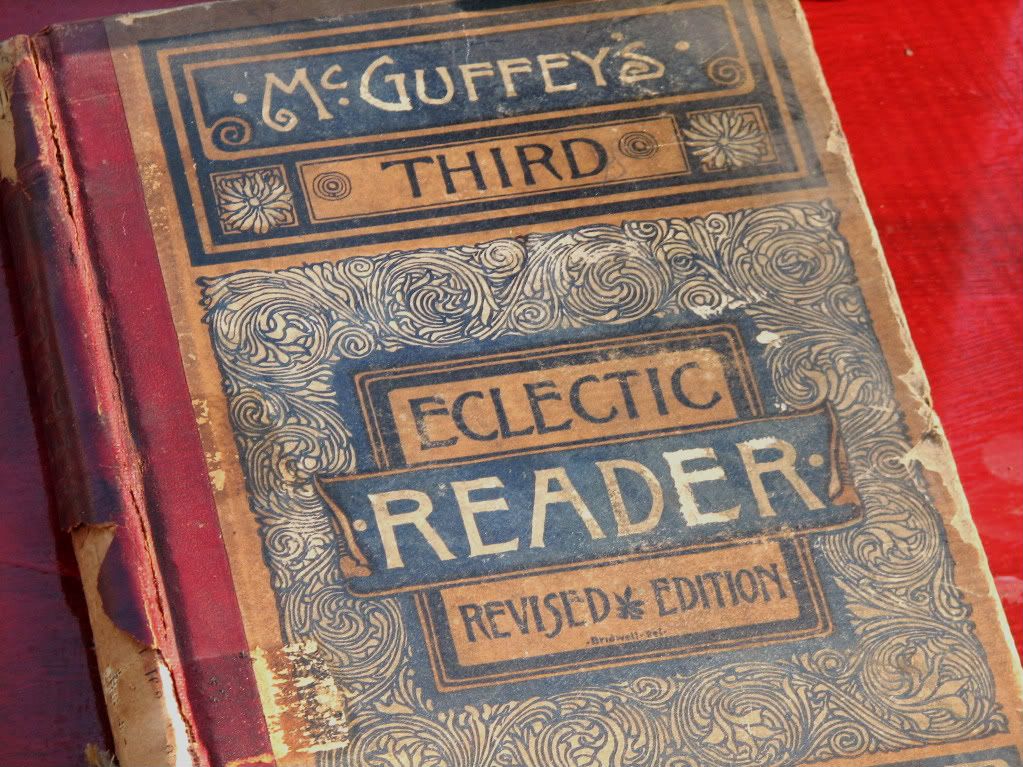 McGUFFEY'S
THIRD
ECLECTIC
READER
REVISED EDITION